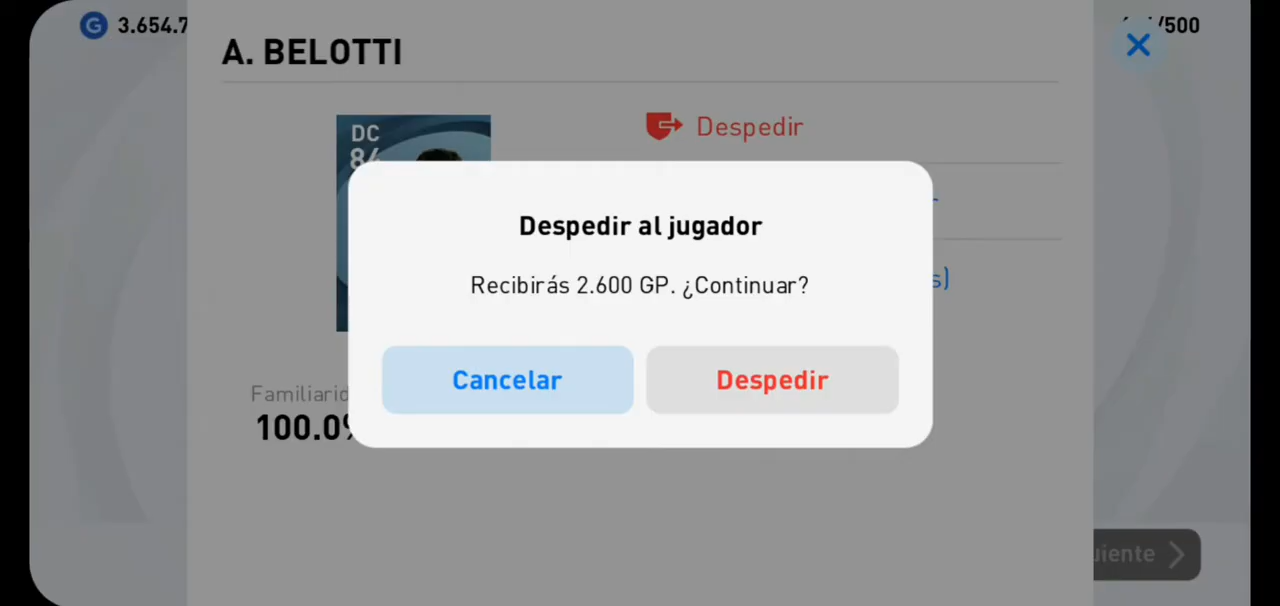 G 3.654.7
/500
A. BELOTTI
DC
84
Despedir
Despedir al jugador
Recibirás 2.600 GP. ¿Continuar?
s)
Cancelar
Despedir
Familiarid
100.0%
uiente